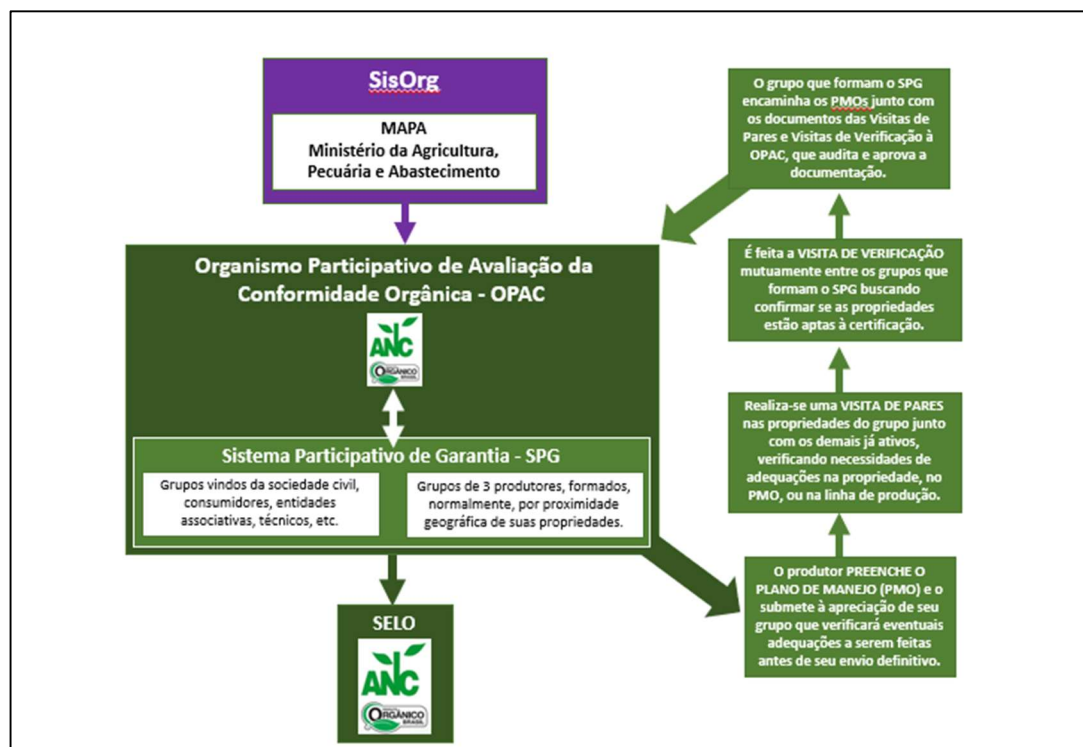 SisOrg
MAPA
Ministério da Agricultura,
Pecuária e Abastecimento
Organismo Participativo de Avaliação da
Conformidade Orgânica - OPAC
ANC
ORGÂNICO
BRASIL
Sistema Participativo de Garantia - SPG
Grupos vindos da sociedade civil,
consumidores, entidades
associativas, técnicos, etc.
Grupos de 3 produtores, formados,
normalmente, por proximidade
geográfica de suas propriedades.
SELO
ANC
ORGÂNICO
BRASIL
O produtor PREENCHE O
PLANO DE MANEJO (PMO) e o
submete à apreciação de seu
grupo que verificará eventuais
adequações a serem feitas
antes de seu envio definitivo.
Realiza-se uma VISITA DE PARES
nas propriedades do grupo junto
com os demais já ativos,
verificando necessidades de
adequações na propriedade, no
PMO, ou na linha de produção.
É feita a VISITA DE VERIFICAÇÃO
mutuamente entre os grupos que
formam o SPG buscando
confirmar se as propriedades
estão aptas à certificação.
O grupo que formam o SPG
encaminha os PMOs junto com
os documentos das Visitas de
Pares e Visitas de Verificação à
OPAC, que audita e aprova a
documentação.